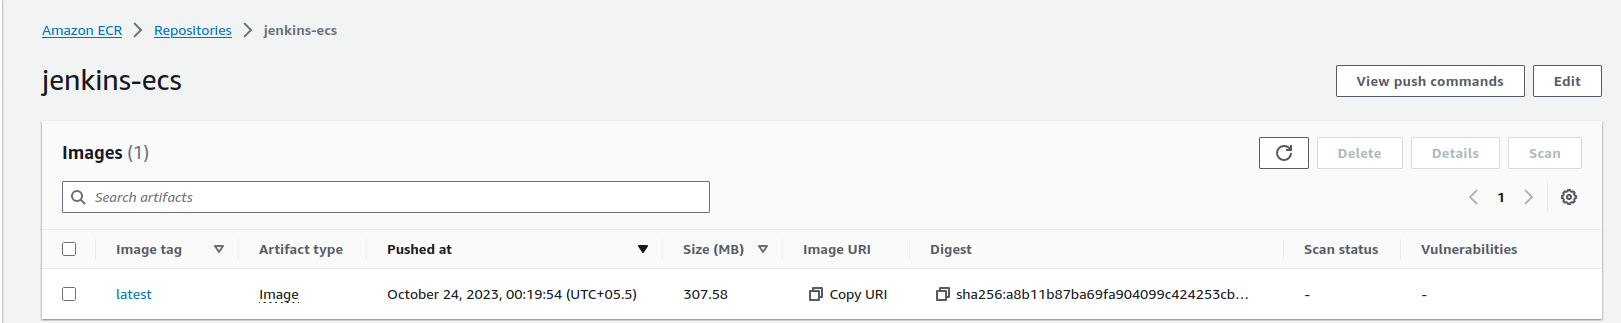 Amazon ECR > Repositories > jenkins-ecs
jenkins-ecs
View push commands
Edit
Images (1)
Delete
Details
Scan
Search artifacts
1
Image tag Artifact type Pushed at Size (MB) Image URI Digest Scan status Vulnerabilities
latest Image October 24, 2023, 00:19:54 (UTC+05.5) 307.58 Copy URI sha256:a8b11b87ba69fa904099c424253cb... - -